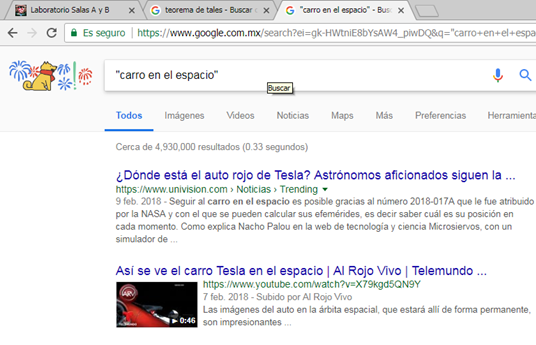 Laboratorio Salas A y B
teorema de tales - Buscar c
"carro en el espacio" - B
Es seguro
https://www.google.com.mx/search?ei=gk-HWtniE8bYsAW4_piwDQ&q="carro+en+el+espa
"carro en el espacio"
Buscar
Todos Imágenes Videos Noticias Maps Más Preferencias Herramienta
Cerca de 4,930,000 resultados (0.33 segundos)
¿Dónde está el auto rojo de Tesla? Astrónomos aficionados siguen la ...
https://www.univision.com › Noticias › Trending
9 feb. 2018 - Seguir al carro en el espacio es posible gracias al número 2018-017A que le fue atribuido
por la NASA y con el que se pueden calcular sus efemérides, es decir saber cuál es su posición en
cada momento. Como explica Nacho Palou en la web de tecnología y ciencia Microsiervos, con
un simulador de ...
Así se ve el carro Tesla en el espacio | Al Rojo Vivo | Telemundo ...
https://www.youtube.com/watch?v=X79kgd5QN9Y
7 feb. 2018 - Subido por Al Rojo Vivo
Las imágenes del auto en la árbita espacial, que estará allí de forma permanente,
son impresionantes ...
0:46